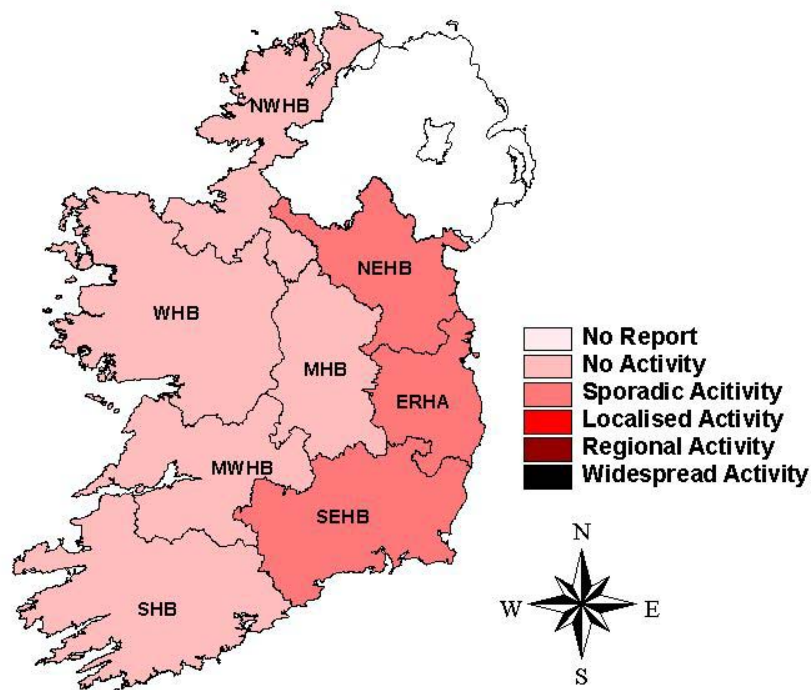 NWHB
NEHB
WHB
MHB
ERHA
MWHB
SEHB
SHB
No Report
No Activity
Sporadic Acitivity
Localised Activity
Regional Activity
Widespread Activity
N
W
E
S